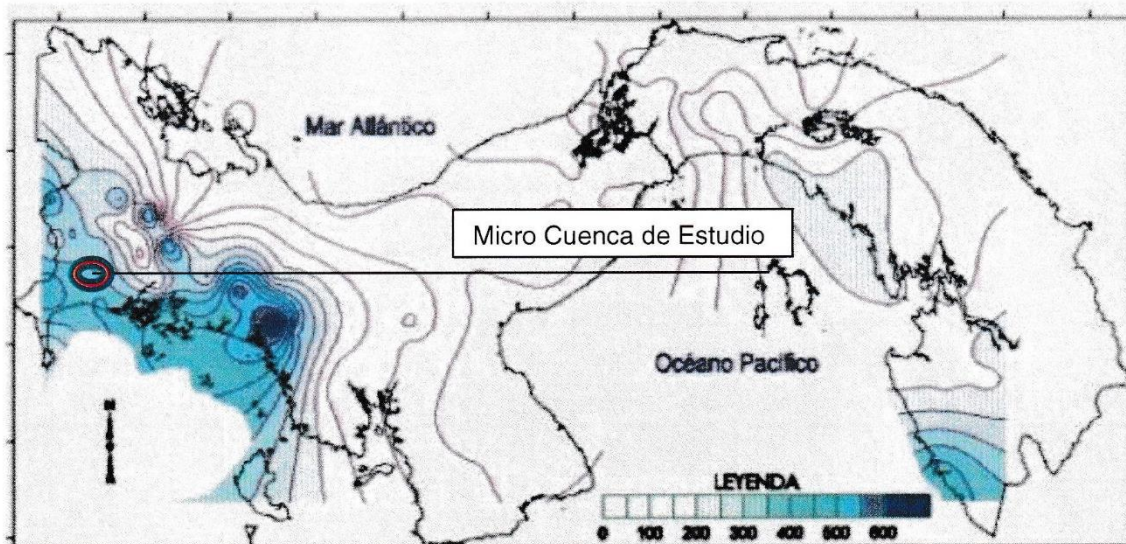 Mar Atlántico
Micro Cuenca de Estudio
Océano Pacífico
N
LEYENDA
0 100 200 300 400 500 600